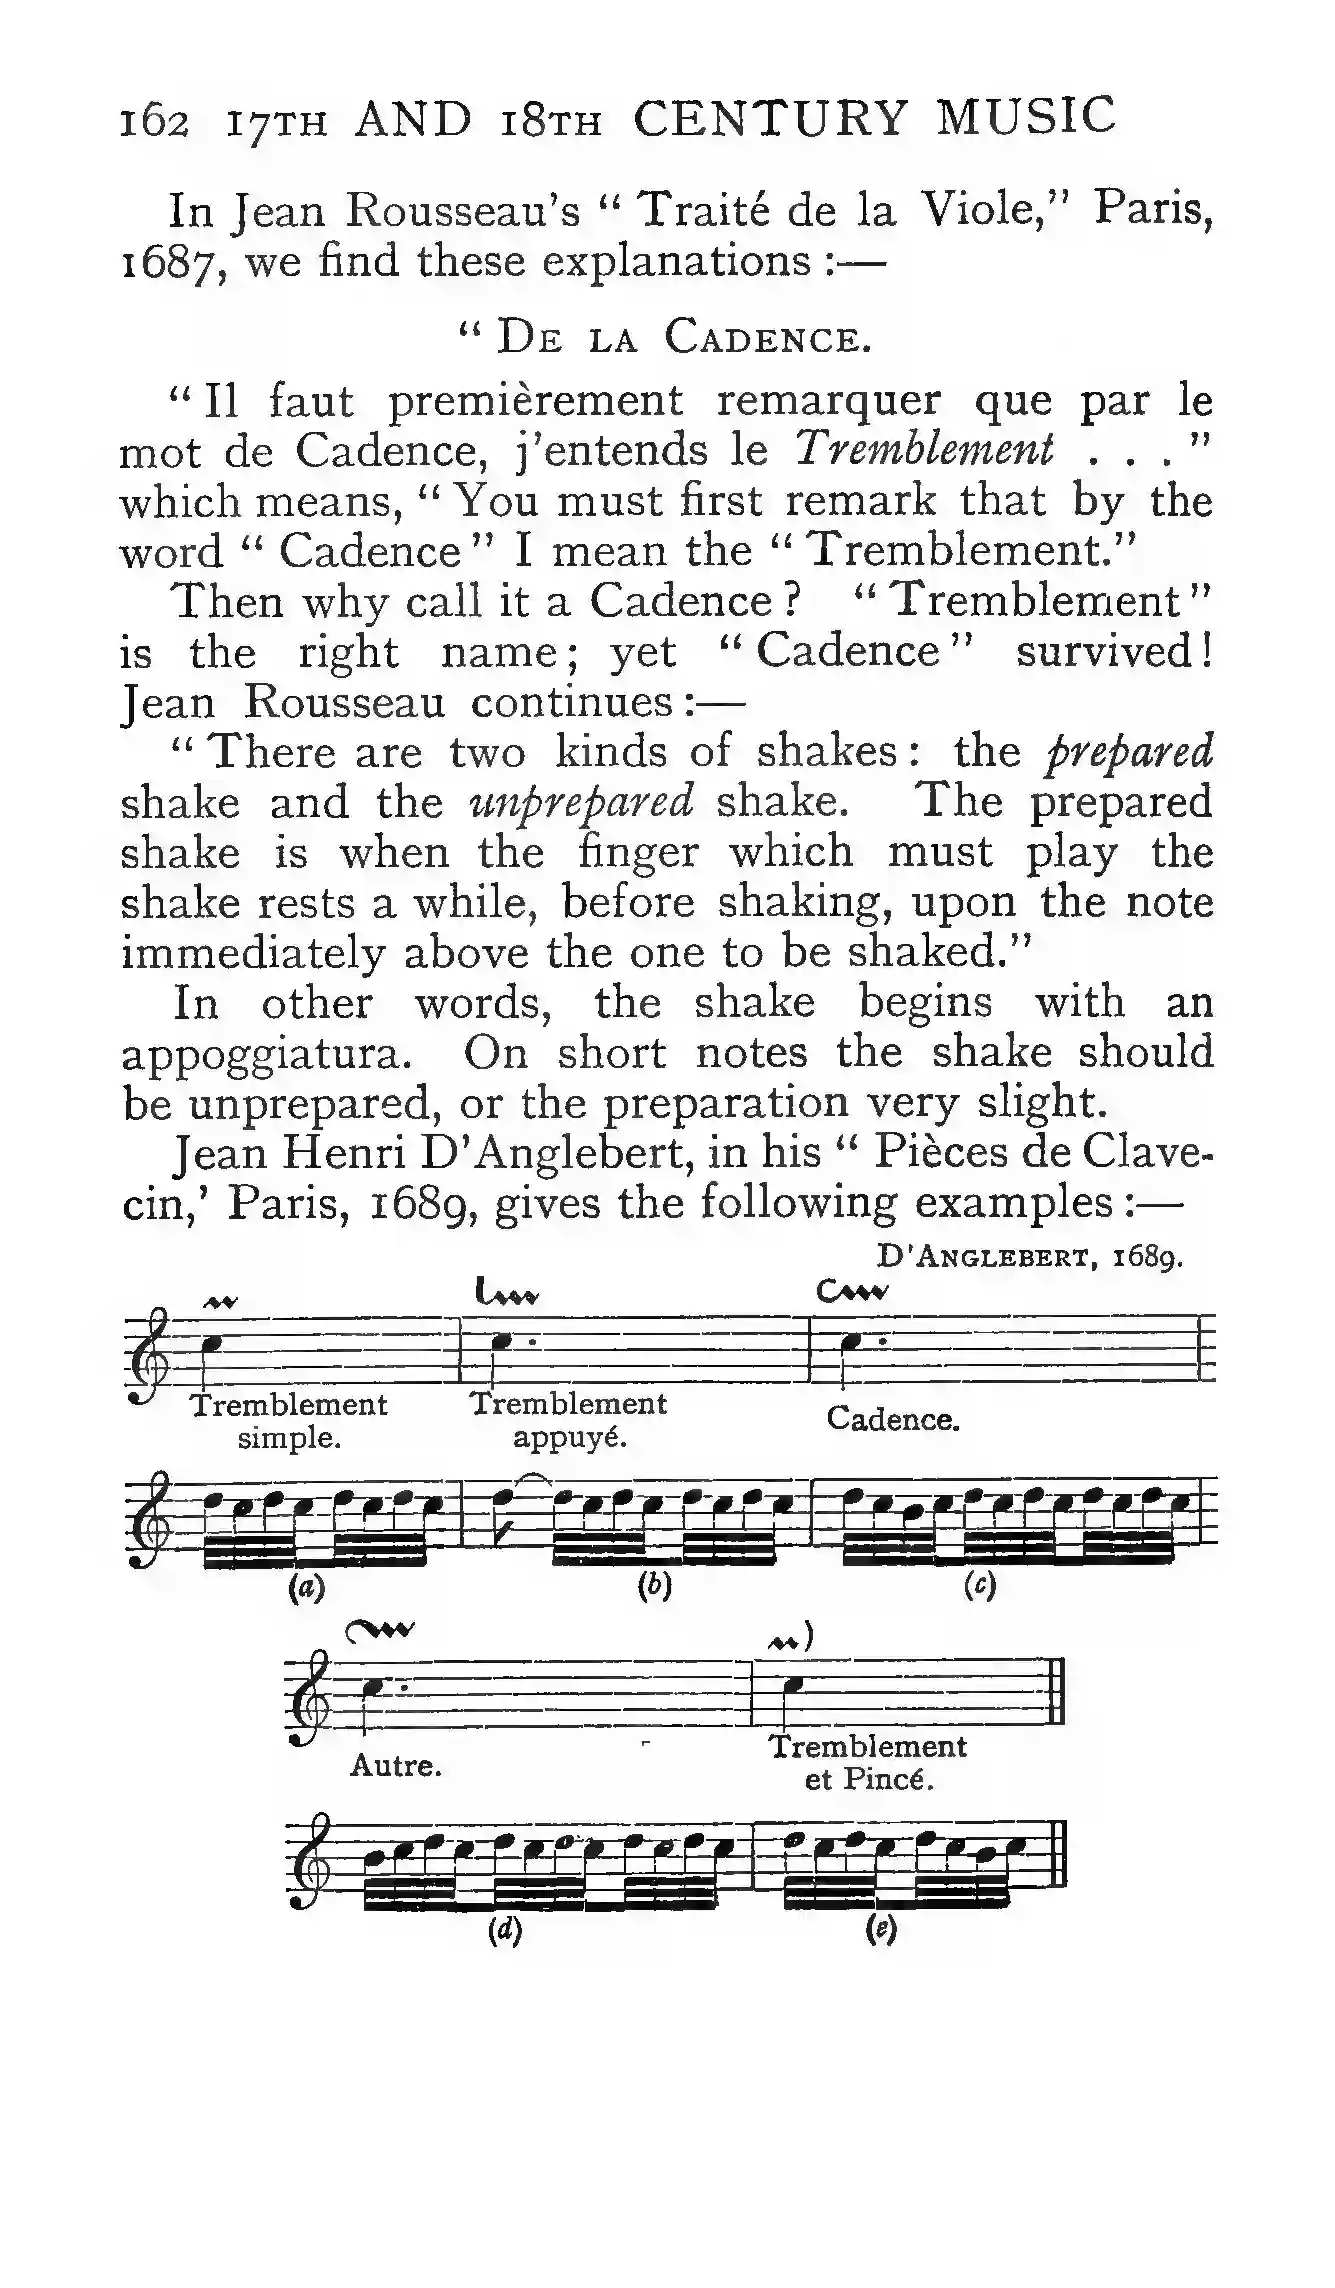 162 17TH AND 18TH CENTURY MUSIC
In Jean Rousseau's “ Traité de la Viole,” Paris,
1687, we find these explanations :—
“ DE LA CADENCE.
“ Il faut premièrement remarquer que par le
mot de Cadence, j'entends le Tremblement . . . ”
which means, “ You must first remark that by the
word “ Cadence ” I mean the “ Tremblement.”
Then why call it a Cadence ? “ Tremblement ”
is the right name ; yet “ Cadence ” survived !
Jean Rousseau continues :—
“ There are two kinds of shakes : the prepared
shake and the unprepared shake. The prepared
shake is when the finger which must play the
shake rests a while, before shaking, upon the note
immediately above the one to be shaked.”
In other words, the shake begins with an
appoggiatura. On short notes the shake should
be unprepared, or the preparation very slight.
Jean Henri D'Anglebert, in his “ Pièces de Clave-
cin,’ Paris, 1689, gives the following examples :—
D'ANGLEBERT, 1689.
Tremblement
simple.
Tremblement
appuyé.
Cadence.
(a)
(b)
(c)
Autre.
Tremblement
et Pincé.
(d)
(e)